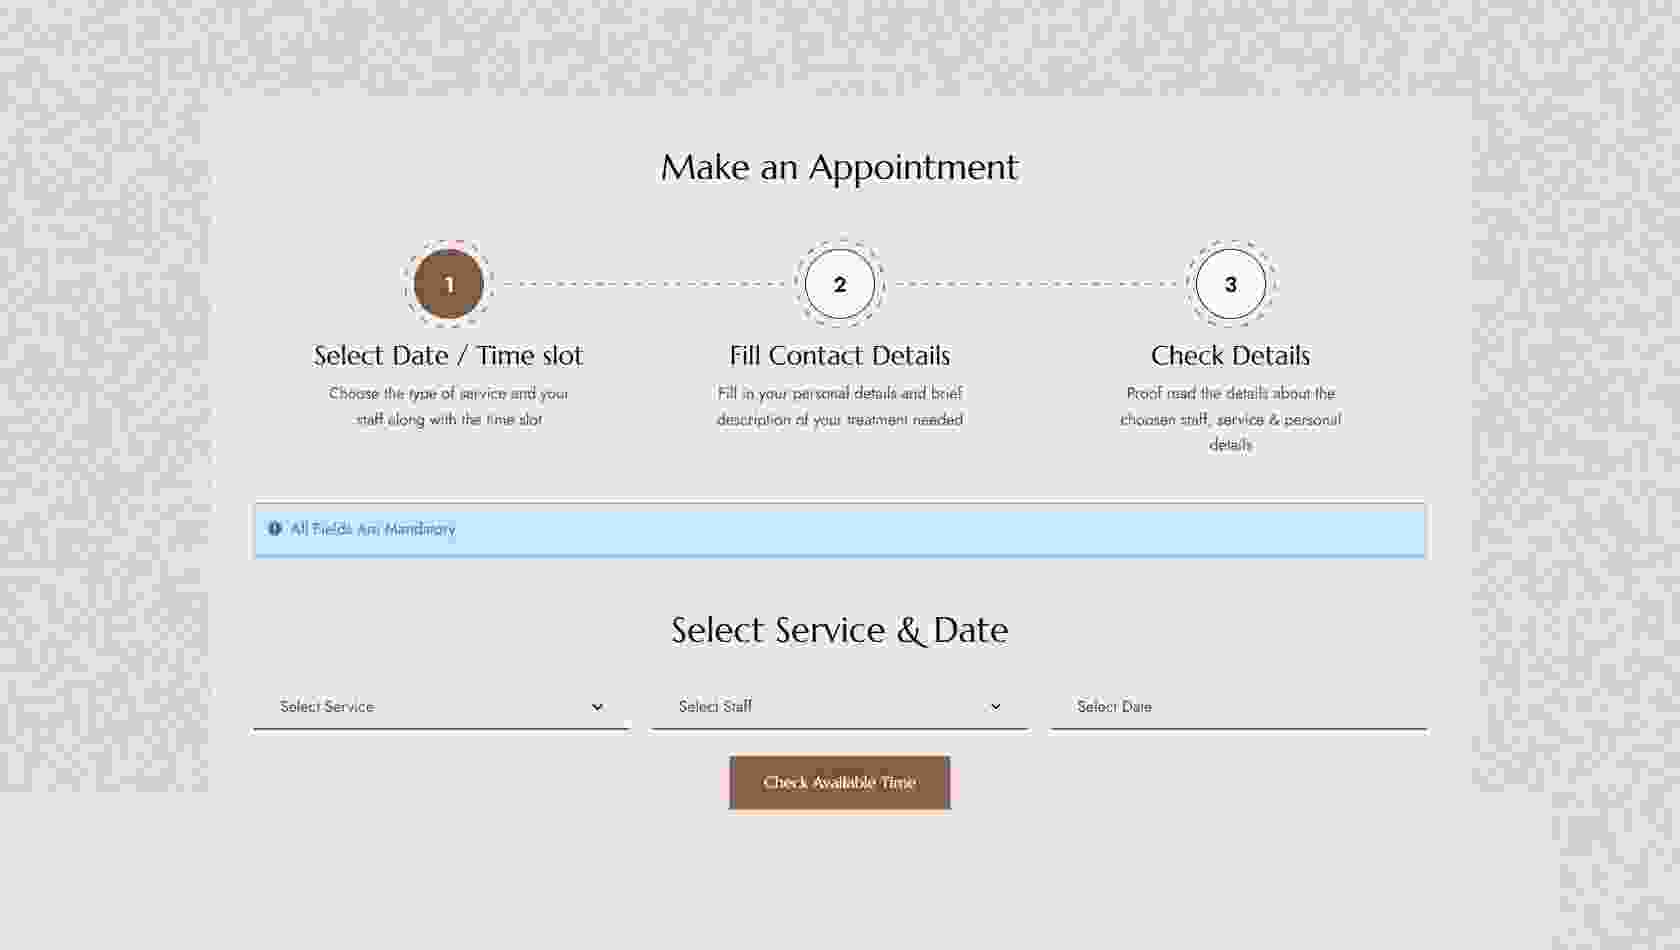 Make an Appointment
1
2
3
Select Date / Time slot
Choose the type of service and your
staff along with the time slot
Fill Contact Details
Fill in your personal details and brief
description of your treatment needed
Check Details
Proof read the details about the
choosen staff, service & personal
details
All Fields Are Mandatory
Select Service & Date
Select Service
Select Staff
Select Date
Check Available Time